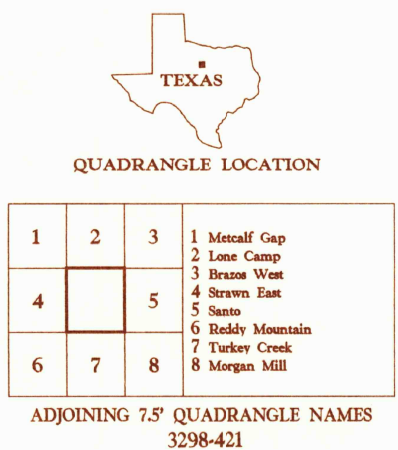 TEXAS
QUADRANGLE LOCATION
1 2 3
4 5
6 7 8
1 Metcalf Gap
2 Lone Camp
3 Brazos West
4 Strawn East
5 Santo
6 Reddy Mountain
7 Turkey Creek
8 Morgan Mill
ADJOINING 7.5' QUADRANGLE NAMES
3298-421